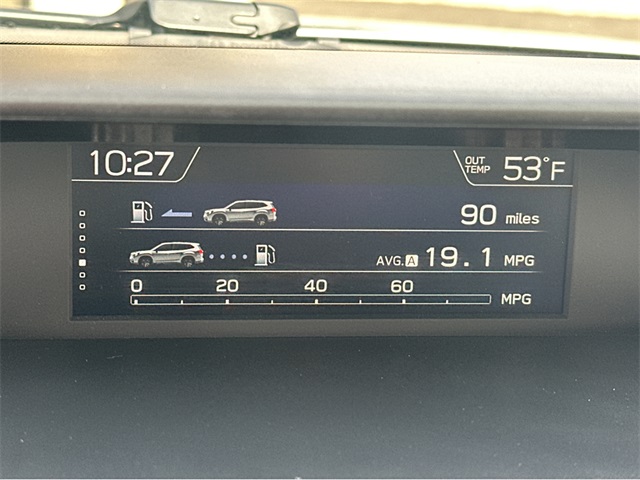 10:27
OUT TEMP 53°F
90 miles
AVG. A 19.1 MPG
0 20 40 60
MPG